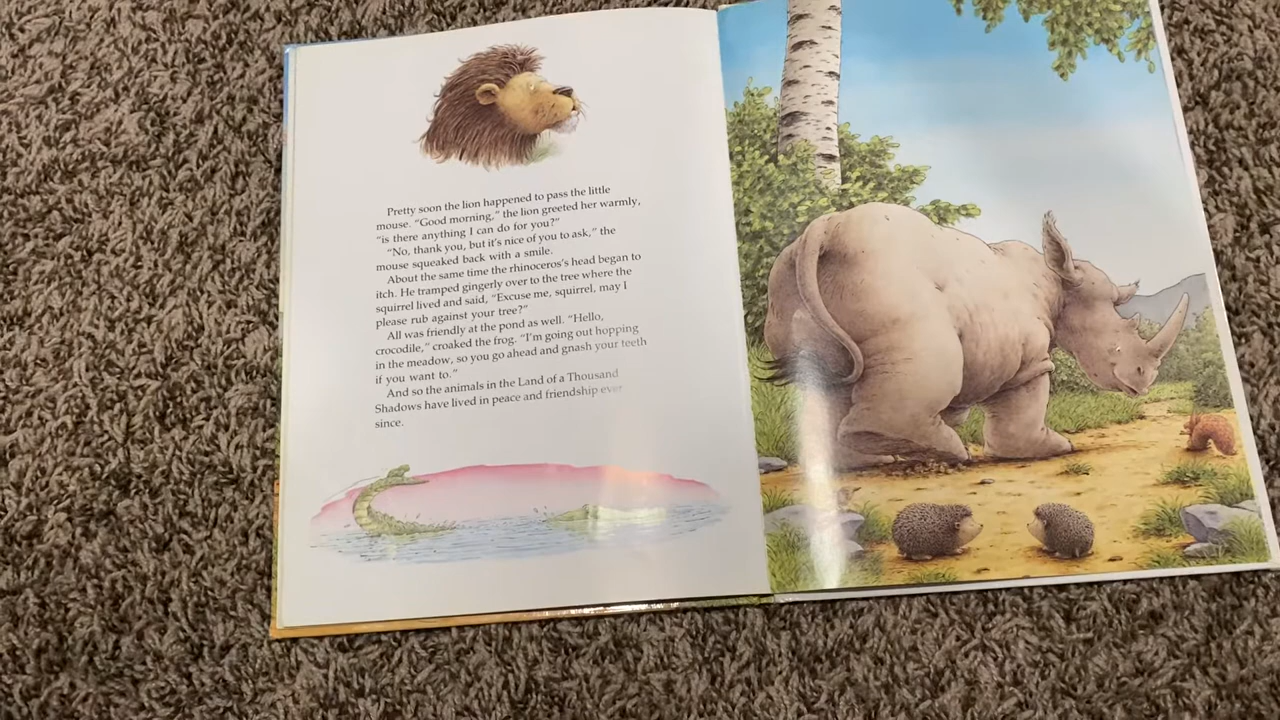 Pretty soon the lion happened to pass the little
mouse. “Good morning,” the lion greeted her warmly,
“is there anything I can do for you?”
“No, thank you, but it’s nice of you to ask,” the
mouse squeaked back with a smile.
About the same time the rhinoceros’s head began to
itch. He tramped gingerly over to the tree where the
squirrel lived and said, “Excuse me, squirrel, may I
please rub against your tree?”
All was friendly at the pond as well. “Hello,
crocodile,” croaked the frog. “I’m going out hopping
in the meadow, so you go ahead and gnash your teeth
if you want to.”
And so the animals in the Land of a Thousand
Shadows have lived in peace and friendship ever
since.